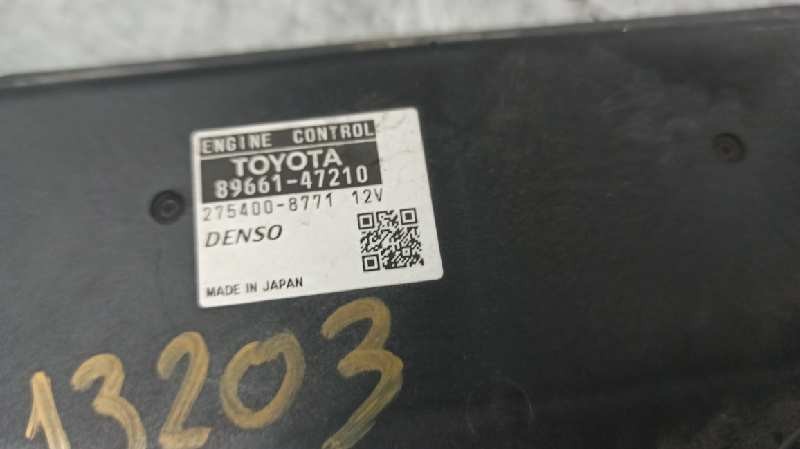 ENGINE CONTROL
TOYOTA
89661-47210
275400-8771 12V
DENSO
MADE IN JAPAN
13203